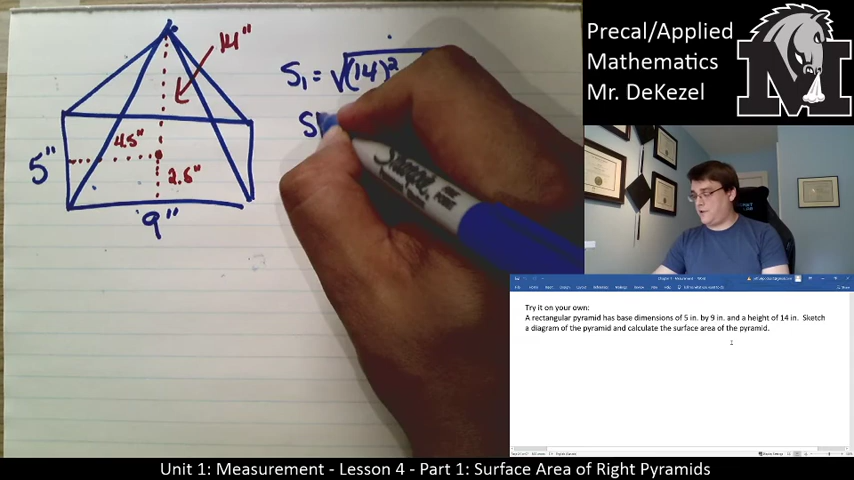 14"
S₁ = √(14)²
S
4.5"
5"
2.5"
9"
Sharpie
Precal/Applied
Mathematics
Mr. DeKezel
M
Try it on your own:
A rectangular pyramid has base dimensions of 5 in. by 9 in. and a height of 14 in. Sketch
a diagram of the pyramid and calculate the surface area of the pyramid.
Unit 1: Measurement - Lesson 4 - Part 1: Surface Area of Right Pyramids